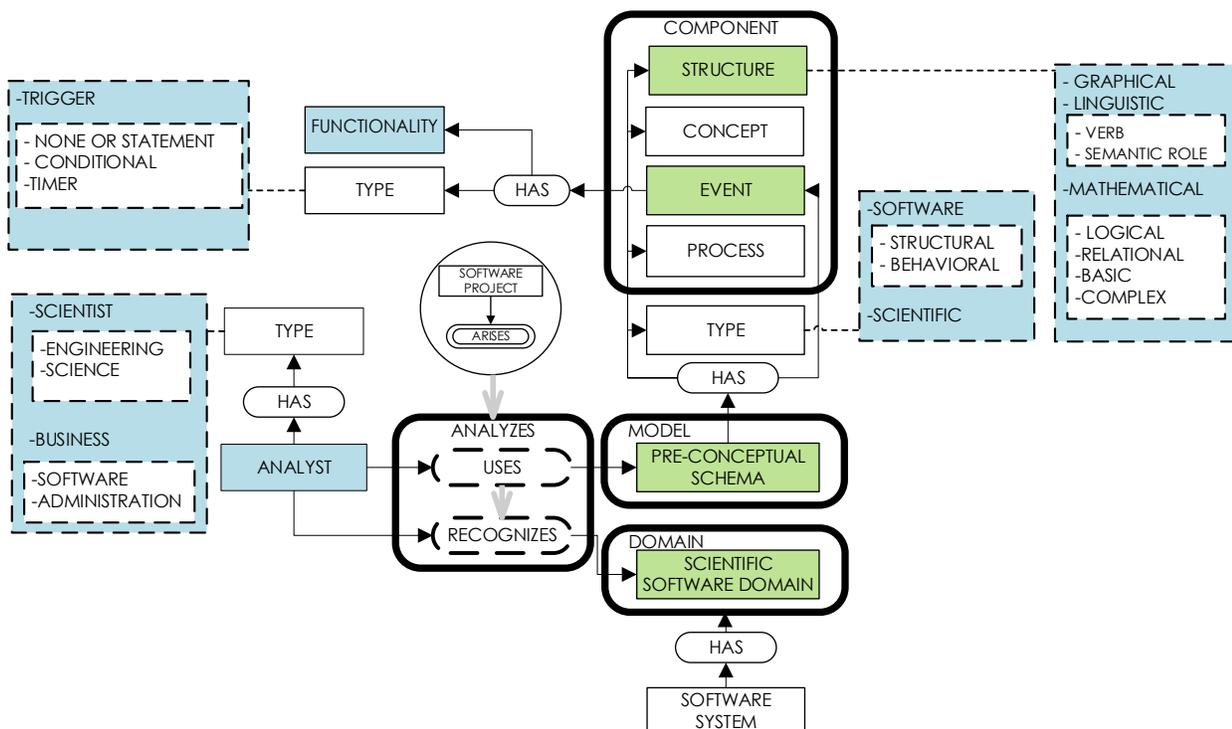 COMPONENT
STRUCTURE
CONCEPT
EVENT
PROCESS
-TRIGGER
- NONE OR STATEMENT
- CONDITIONAL
-TIMER
FUNCTIONALITY
TYPE
HAS
- GRAPHICAL
- LINGUISTIC
- VERB
- SEMANTIC ROLE
-MATHEMATICAL
- LOGICAL
-RELATIONAL
-BASIC
-COMPLEX
-SOFTWARE
- STRUCTURAL
- BEHAVIORAL
-SCIENTIFIC
SOFTWARE
PROJECT
ARISES
TYPE
HAS
-SCIENTIST
-ENGINEERING
-SCIENCE
-BUSINESS
-SOFTWARE
-ADMINISTRATION
TYPE
HAS
ANALYST
ANALYZES
USES
RECOGNIZES
MODEL
PRE-CONCEPTUAL
SCHEMA
DOMAIN
SCIENTIFIC
SOFTWARE DOMAIN
HAS
SOFTWARE
SYSTEM